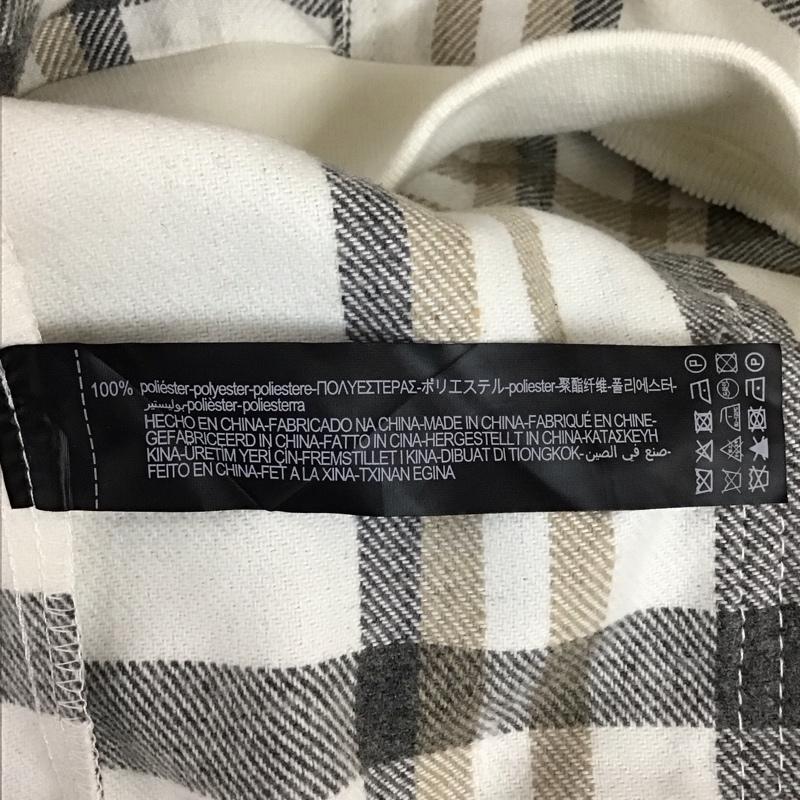 100% poliéster-polyester-poliestere-ΠΟΛΥΕΣΤΕΡΑΣ-ポリエステル-poliester-聚酯纤维-폴리에스터-
بوليستير-polièster-poliesterra
HECHO EN CHINA-FABRICADO NA CHINA-MADE IN CHINA-FABRIQUÉ EN CHINE-
GEFABRICEERD IN CHINA-FATTO IN CINA-HERGESTELLT IN CHINA-ΚΑΤΑΣΚΕΥΗ
ΚΙΝΑ-ÜRETIM YERI ÇIN-FREMSTILLET I KINA-DIBUAT DI TIONGKOK-صنع في الصين-
FEITO EN CHINA-FET A LA XINA-TXINAN EGINA
P P